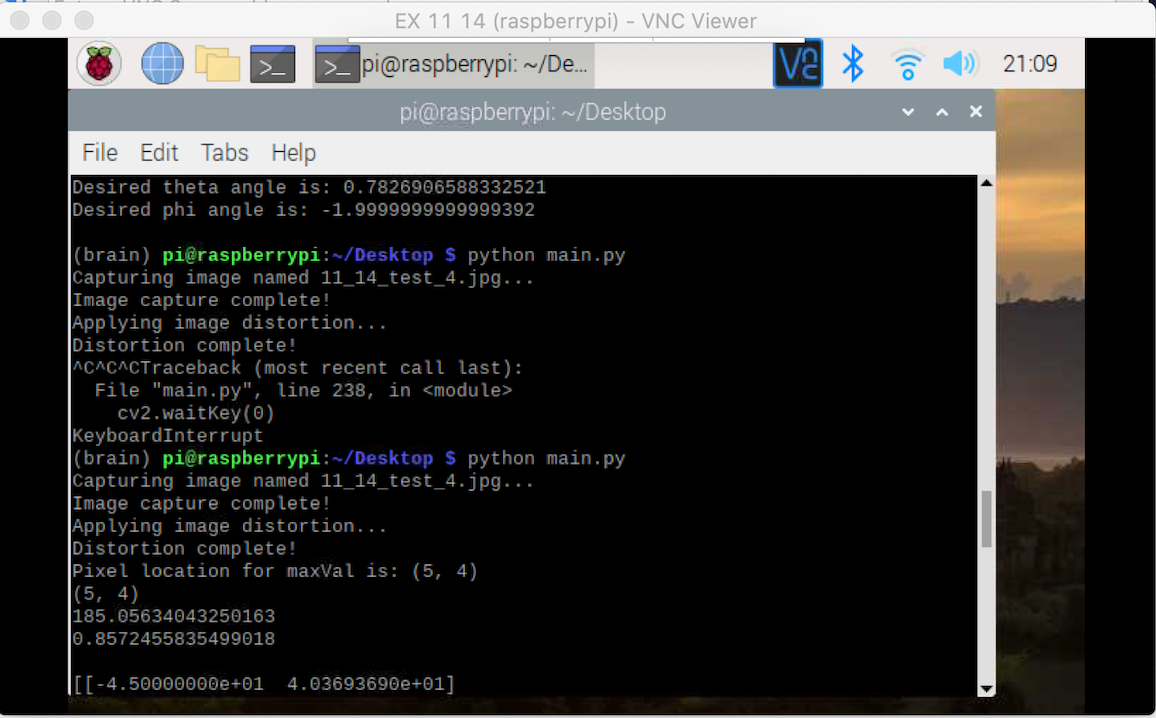 EX 11 14 (raspberrypi) - VNC Viewer
pi@raspberrypi: ~/De...
21:09
pi@raspberrypi: ~/Desktop
File Edit Tabs Help
Desired theta angle is: 0.7826906588332521
Desired phi angle is: -1.9999999999999392
(brain) pi@raspberrypi:~/Desktop $ python main.py
Capturing image named 11_14_test_4.jpg...
Image capture complete!
Applying image distortion...
Distortion complete!
^C^C^CTraceback (most recent call last):
File "main.py", line 238, in <module>
cv2.waitKey(0)
KeyboardInterrupt
(brain) pi@raspberrypi:~/Desktop $ python main.py
Capturing image named 11_14_test_4.jpg...
Image capture complete!
Applying image distortion...
Distortion complete!
Pixel location for maxVal is: (5, 4)
(5, 4)
185.05634043250163
0.8572455835499018
[[-4.50000000e+01  4.03693690e+01]